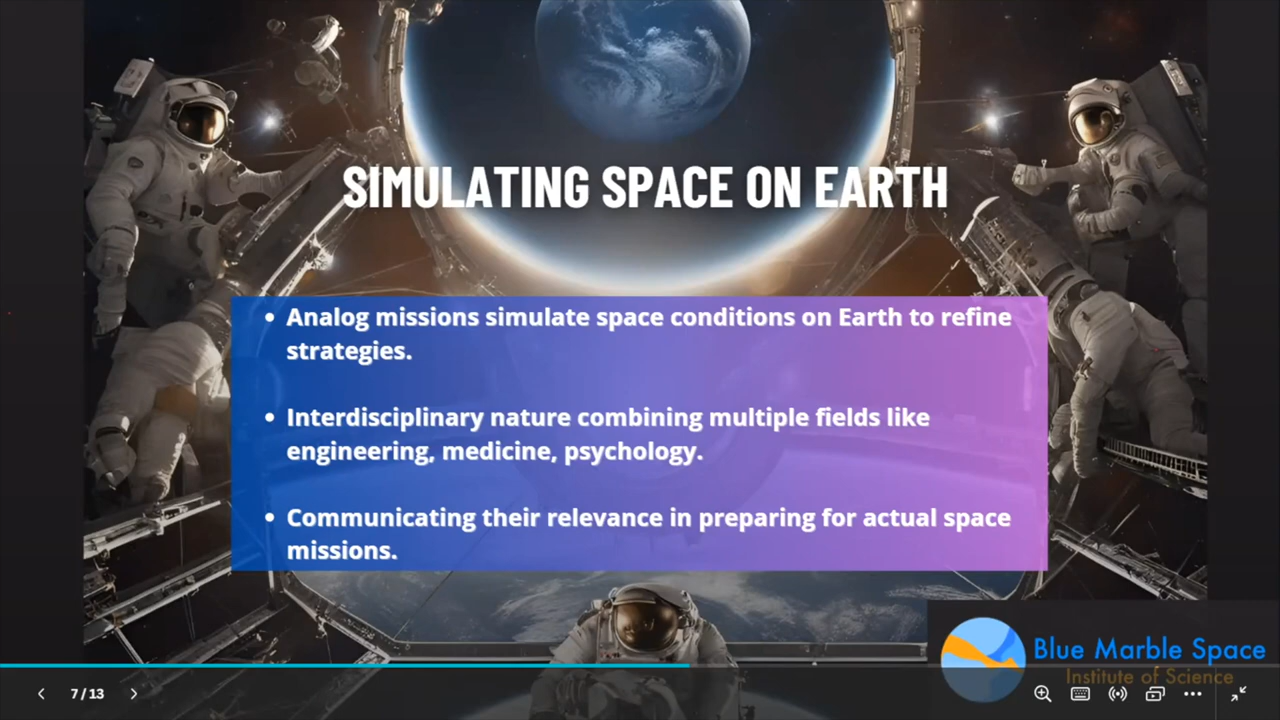 SIMULATING SPACE ON EARTH
• Analog missions simulate space conditions on Earth to refine
strategies.
• Interdisciplinary nature combining multiple fields like
engineering, medicine, psychology.
• Communicating their relevance in preparing for actual space
missions.
Blue Marble Space
Institute of Science
7 / 13